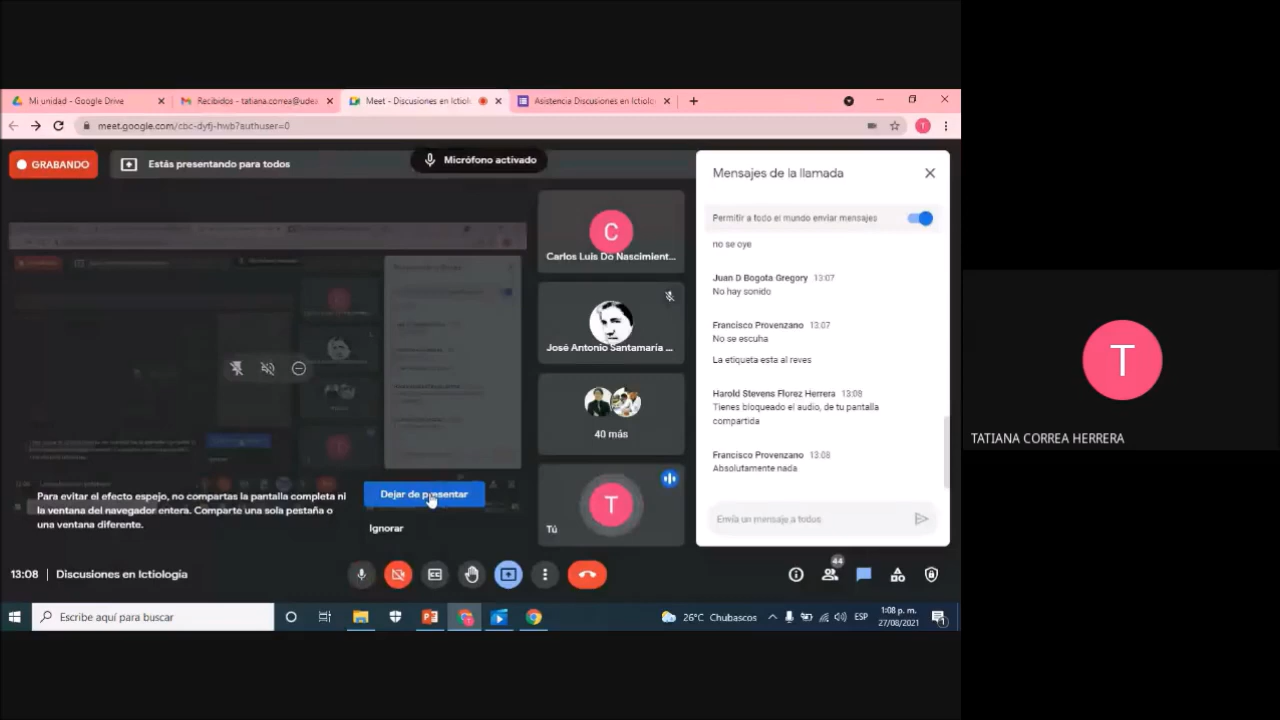 Mi unidad - Google Drive
Recibidos - tatiana.correa@udea
Meet - Discusiones en Ictiolo
Asistencia Discusiones en Ictiolo
meet.google.com/cbc-dyfj-hwb?authuser=0
T
GRABANDO
Estás presentando para todos
Micrófono activado
Mensajes de la llamada
Permitir a todo el mundo enviar mensajes
no se oye
Juan D Bogota Gregory 13:07
No hay sonido
Francisco Provenzano 13:07
No se escuha
La etiqueta esta al reves
Harold Stevens Florez Herrera 13:08
Tienes bloqueado el audio, de tu pantalla
compartida
Francisco Provenzano 13:08
Absolutamente nada
Envía un mensaje a todos
C
Carlos Luis Do Nasciment...
José Antonio Santamaría ...
40 más
T
Tú
Para evitar el efecto espejo, no compartas la pantalla completa ni
la ventana del navegador entera. Comparte una sola pestaña o
una ventana diferente.
Dejar de presentar
Ignorar
13:08 | Discusiones en Ictiología
44
Escribe aquí para buscar
26°C Chubascos
ESP
1:08 p. m.
27/08/2021
1
T
TATIANA CORREA HERRERA